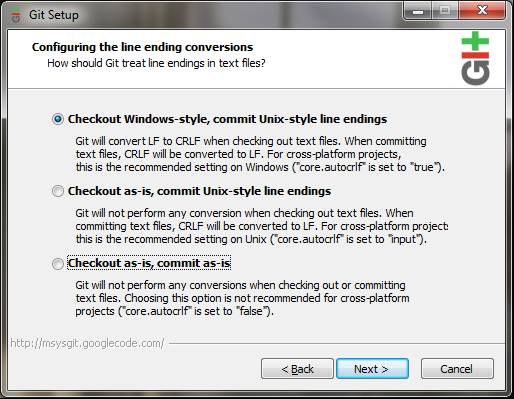 Git Setup
Configuring the line ending conversions
How should Git treat line endings in text files?
Git
Checkout Windows-style, commit Unix-style line endings
Git will convert LF to CRLF when checking out text files. When committing
text files, CRLF will be converted to LF. For cross-platform projects,
this is the recommended setting on Windows ("core.autocrlf" is set to "true").
Checkout as-is, commit Unix-style line endings
Git will not perform any conversion when checking out text files. When
committing text files, CRLF will be converted to LF. For cross-platform project
this is the recommended setting on Unix ("core.autocrlf" is set to "input").
Checkout as-is, commit as-is
Git will not perform any conversions when checking out or committing
text files. Choosing this option is not recommended for cross-platform
projects ("core.autocrlf" is set to "false").
http://msysgit.googlecode.com/
< Back
Next >
Cancel